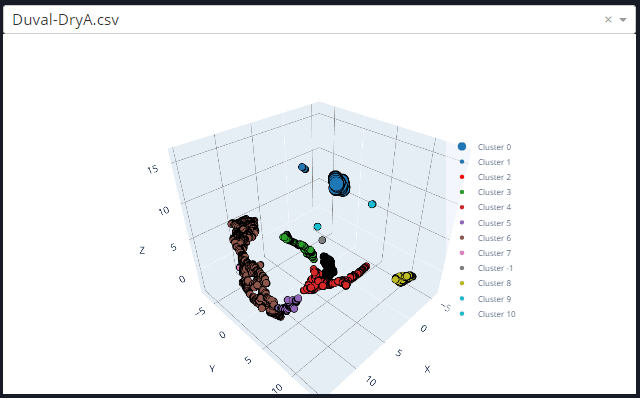 Duval-DryA.csv
× ▾
Cluster 0
Cluster 1
Cluster 2
Cluster 3
Cluster 4
Cluster 5
Cluster 6
Cluster 7
Cluster -1
Cluster 8
Cluster 9
Cluster 10
15
10
Z
5
0
−5
0
Y
5
10
−5
0
5
X
10